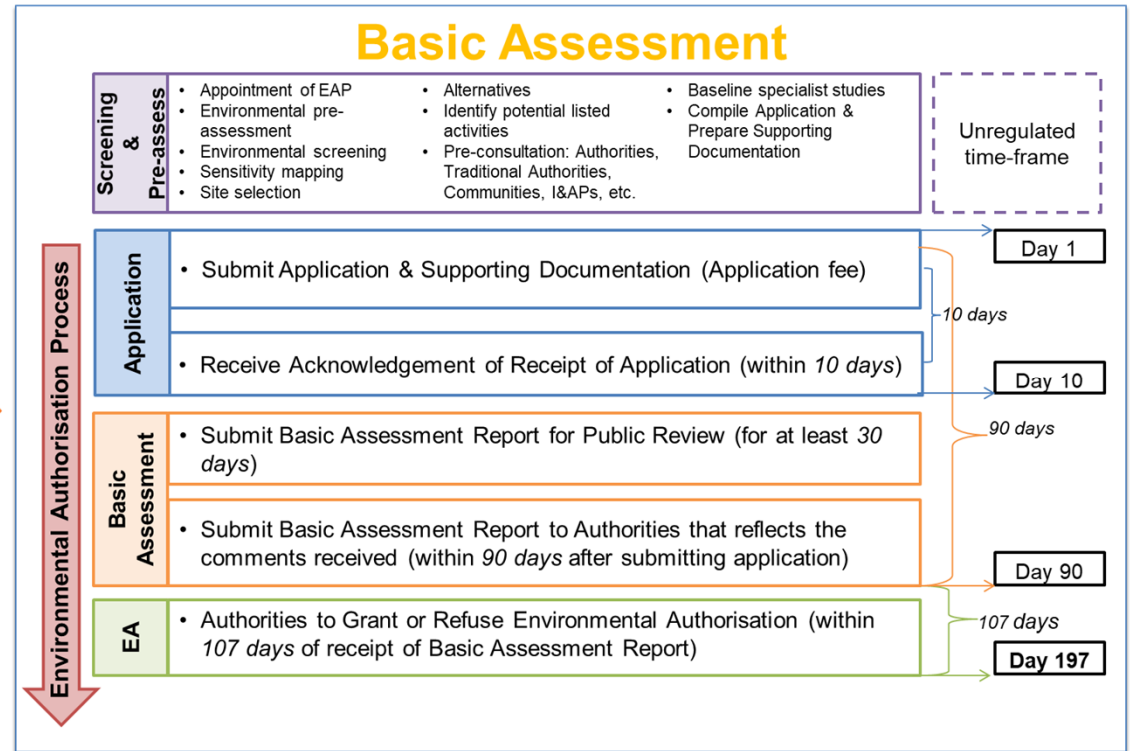 Basic Assessment
Screening
&
Pre-assess
• Appointment of EAP
• Environmental pre-
assessment
• Environmental screening
• Sensitivity mapping
• Site selection
• Alternatives
• Identify potential listed
activities
• Pre-consultation: Authorities,
Traditional Authorities,
Communities, I&APs, etc.
• Baseline specialist studies
• Compile Application &
Prepare Supporting
Documentation
Unregulated
time-frame
Environmental Authorisation Process
Application
• Submit Application & Supporting Documentation (Application fee)
Day 1
10 days
• Receive Acknowledgement of Receipt of Application (within 10 days)
Day 10
Basic
Assessment
• Submit Basic Assessment Report for Public Review (for at least 30
days)
90 days
• Submit Basic Assessment Report to Authorities that reflects the
comments received (within 90 days after submitting application)
Day 90
EA
• Authorities to Grant or Refuse Environmental Authorisation (within
107 days of receipt of Basic Assessment Report)
107 days
Day 197